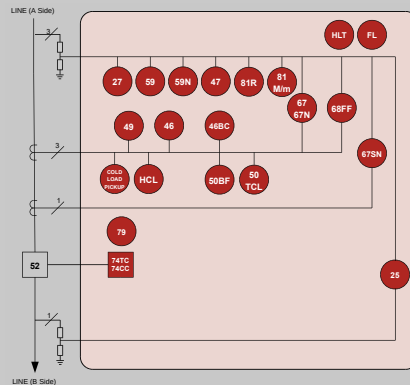 LINE (A Side)
3
HLT
FL
27
59
59N
47
81R
81
M/m
67
67N
68FF
49
46
46BC
3
67SN
COLD
LOAD
PICKUP
HCL
50BF
50
TCL
1
79
52
74TC
74CC
25
1
LINE (B Side)